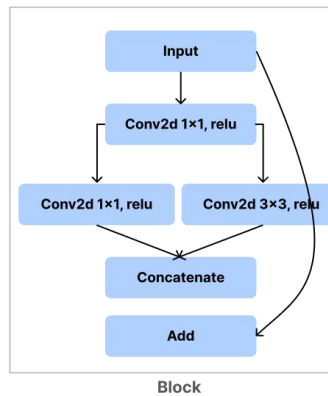 Input
Conv2d 1×1, relu
Conv2d 1×1, relu
Conv2d 3×3, relu
Concatenate
Add
Block